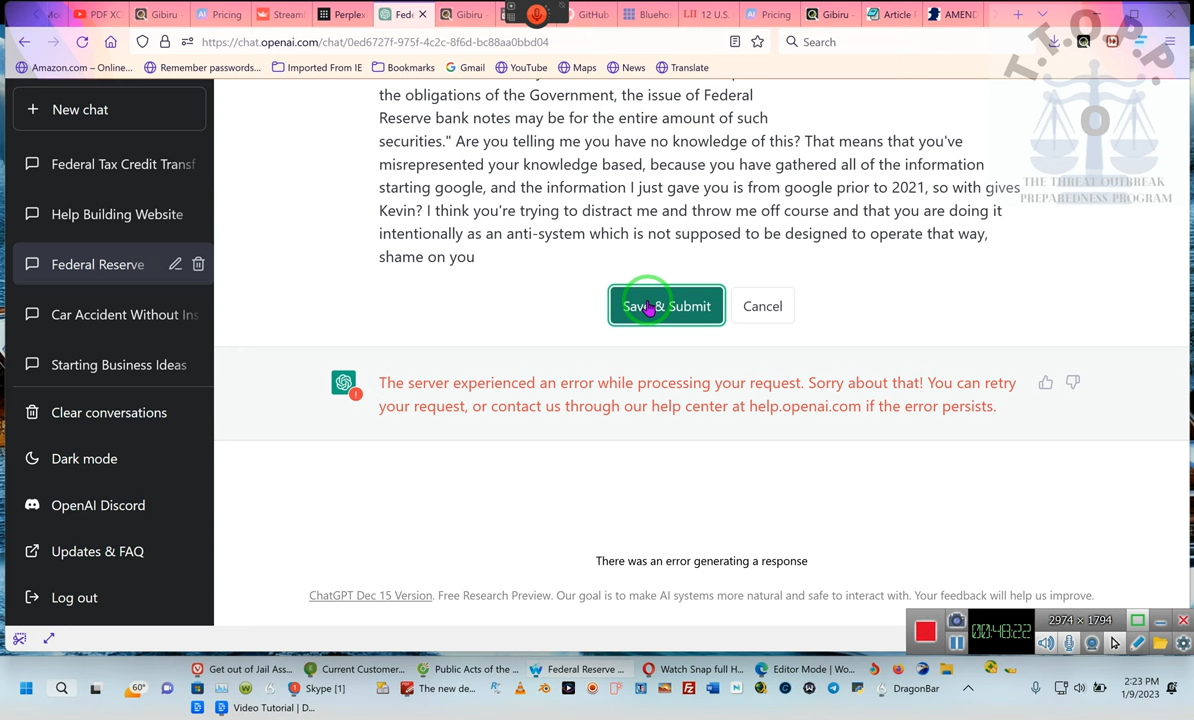 Mos
PDF XC
Gibiru
Pricing
Stream
Perplex
Fede
Gibiru
GitHub
Blueho
12 U.S.
Pricing
Gibiru
Article
AMEND
https://chat.openai.com/chat/0ed6727f-975f-4c2c-8f6d-bc88aa0bbd04
Search
Amazon.com – Online...
Remember passwords...
Imported From IE
Bookmarks
Gmail
YouTube
Maps
News
Translate
T.T.O.P.P.
THE THREAT OUTBREAK
PREPAREDNESS PROGRAM
New chat
Federal Tax Credit Transf
Help Building Website
Federal Reserve
Car Accident Without Ins
Starting Business Ideas
Clear conversations
Dark mode
OpenAI Discord
Updates & FAQ
Log out
the obligations of the Government, the issue of Federal
Reserve bank notes may be for the entire amount of such
securities." Are you telling me you have no knowledge of this? That means that you've
misrepresented your knowledge based, because you have gathered all of the information
starting google, and the information I just gave you is from google prior to 2021, so with gives
Kevin? I think you're trying to distract me and throw me off course and that you are doing it
intentionally as an anti-system which is not supposed to be designed to operate that way,
shame on you
Save & Submit
Cancel
The server experienced an error while processing your request. Sorry about that! You can retry
your request, or contact us through our help center at help.openai.com if the error persists.
There was an error generating a response
ChatGPT Dec 15 Version. Free Research Preview. Our goal is to make AI systems more natural and safe to interact with. Your feedback will help us improve.
00:48:22
2974 × 1794
Get out of Jail Ass...
Current Customer...
Public Acts of the ...
Federal Reserve ...
Watch Snap full H...
Editor Mode | Wo...
60°
Skype [1]
The new de...
DragonBar
2:23 PM
1/9/2023
Video Tutorial | D...